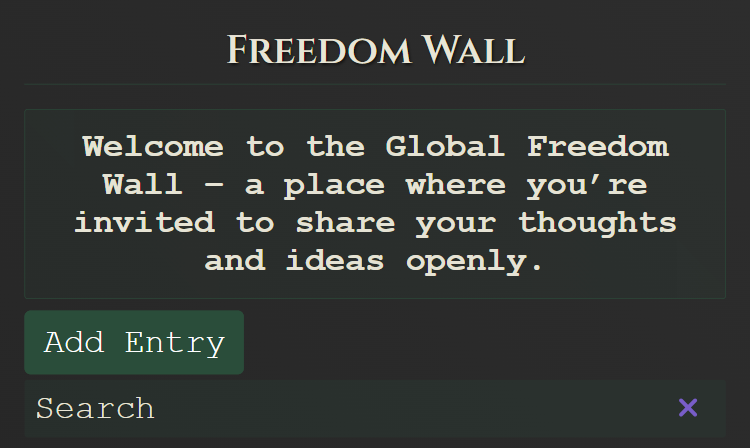 Freedom Wall
Welcome to the Global Freedom
Wall – a place where you’re
invited to share your thoughts
and ideas openly.
Add Entry
Search